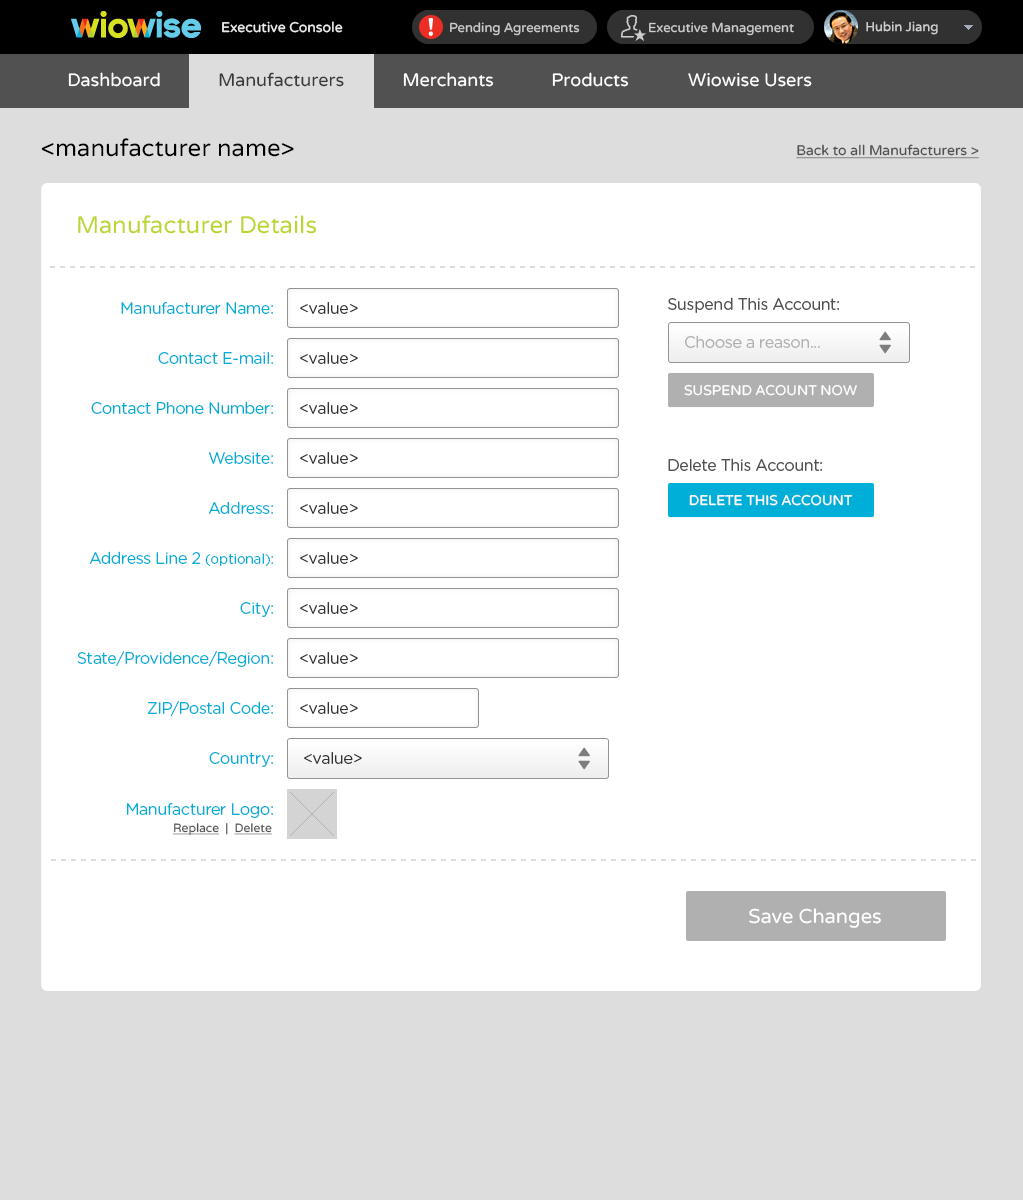 wiowise Executive Console Pending Agreements Executive Management Hubin Jiang
Dashboard Manufacturers Merchants Products Wiowise Users
<manufacturer name> Back to all Manufacturers >
Manufacturer Details
Manufacturer Name: <value>
Contact E-mail: <value>
Contact Phone Number: <value>
Website: <value>
Address: <value>
Address Line 2 (optional): <value>
City: <value>
State/Providence/Region: <value>
ZIP/Postal Code: <value>
Country: <value>
Manufacturer Logo:
Replace | Delete
Suspend This Account:
Choose a reason...
SUSPEND ACOUNT NOW
Delete This Account:
DELETE THIS ACCOUNT
Save Changes